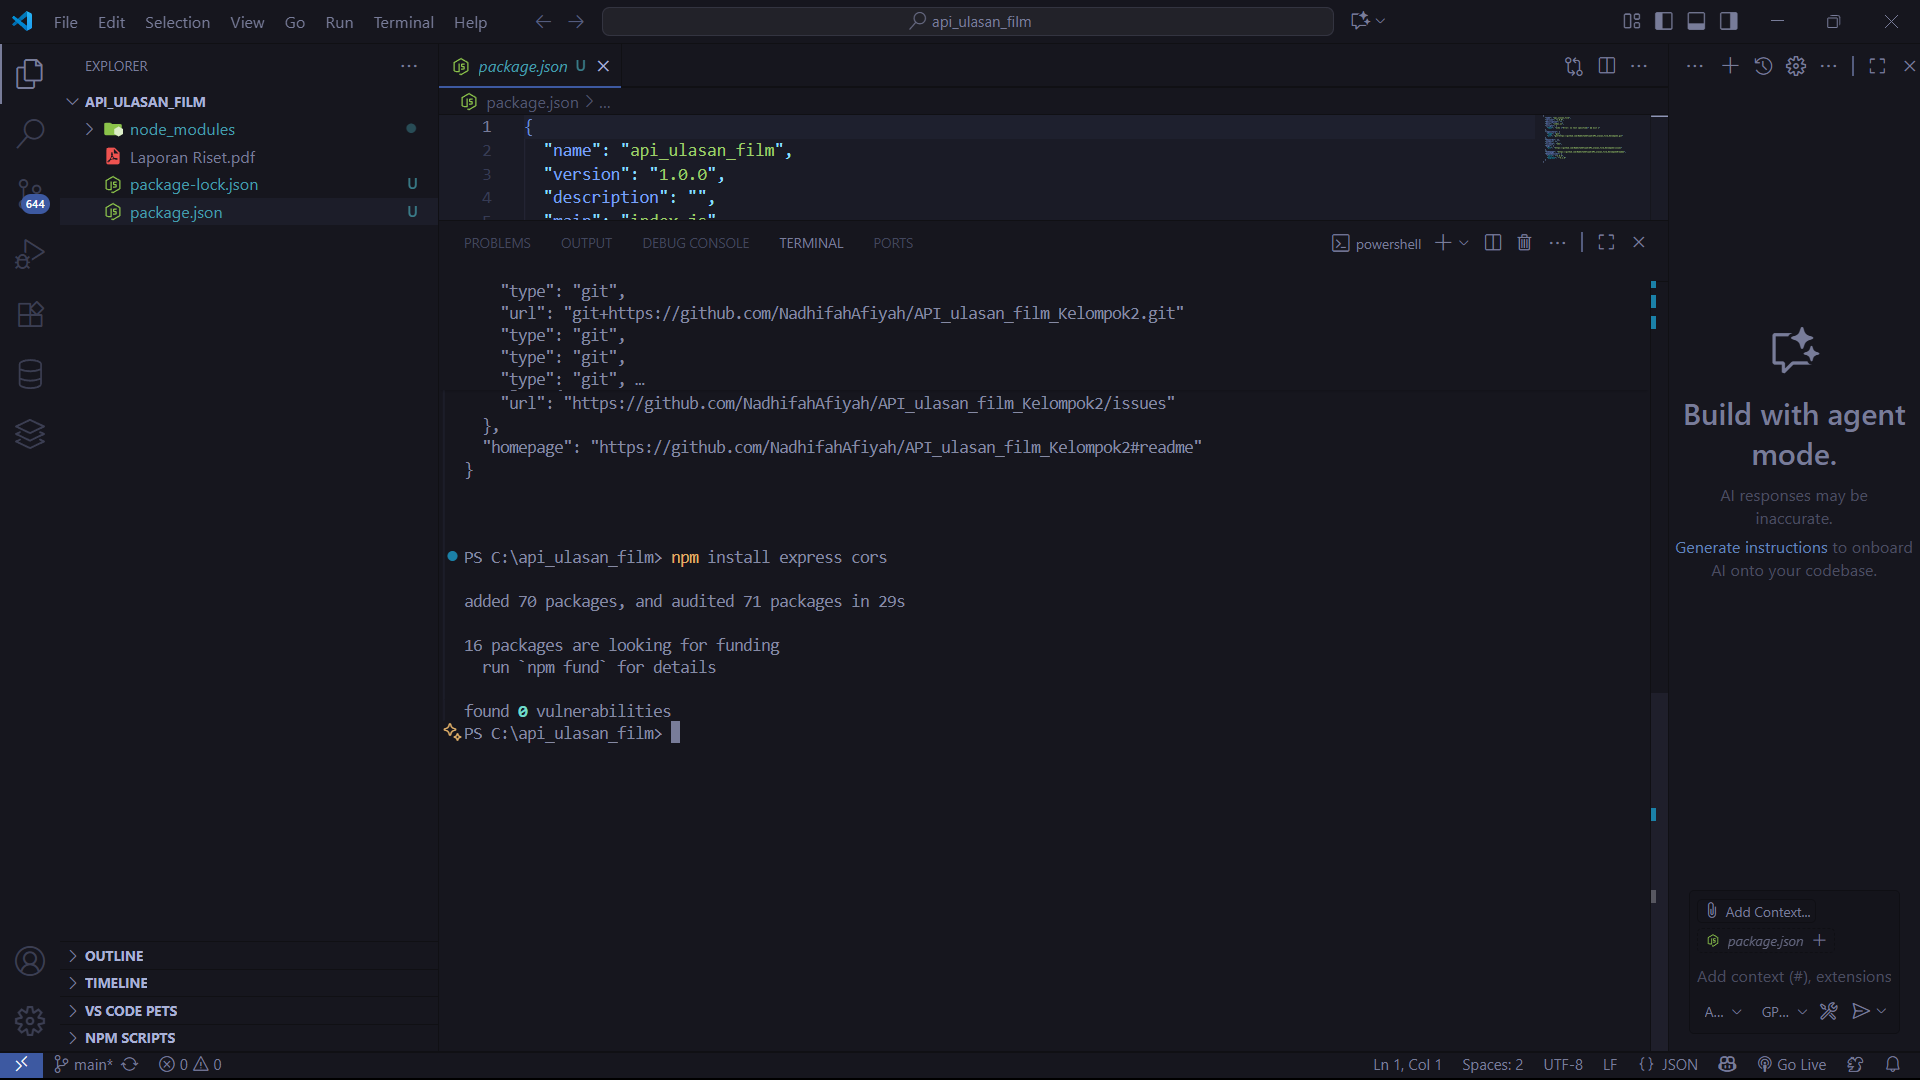 File Edit Selection View Go Run Terminal Help
api_ulasan_film
EXPLORER
API_ULASAN_FILM
node_modules
Laporan Riset.pdf
package-lock.json U
package.json U
644
OUTLINE
TIMELINE
VS CODE PETS
NPM SCRIPTS
package.json U
package.json > ...
1 {
2 "name": "api_ulasan_film",
3 "version": "1.0.0",
4 "description": "",
5 "main": "index.js"
PROBLEMS OUTPUT DEBUG CONSOLE TERMINAL PORTS
powershell
"type": "git",
"url": "git+https://github.com/NadhifahAfiyah/API_ulasan_film_Kelompok2.git"
"type": "git",
"type": "git",
"type": "git", …
"url": "https://github.com/NadhifahAfiyah/API_ulasan_film_Kelompok2/issues"
},
"homepage": "https://github.com/NadhifahAfiyah/API_ulasan_film_Kelompok2#readme"
}
PS C:\api_ulasan_film> npm install express cors
added 70 packages, and audited 71 packages in 29s
16 packages are looking for funding
run `npm fund` for details
found 0 vulnerabilities
PS C:\api_ulasan_film>
Build with agent
mode.
AI responses may be
inaccurate.
Generate instructions to onboard
AI onto your codebase.
Add Context...
package.json
Add context (#), extensions
A... GP...
main* 0 0
Ln 1, Col 1 Spaces: 2 UTF-8 LF {} JSON Go Live